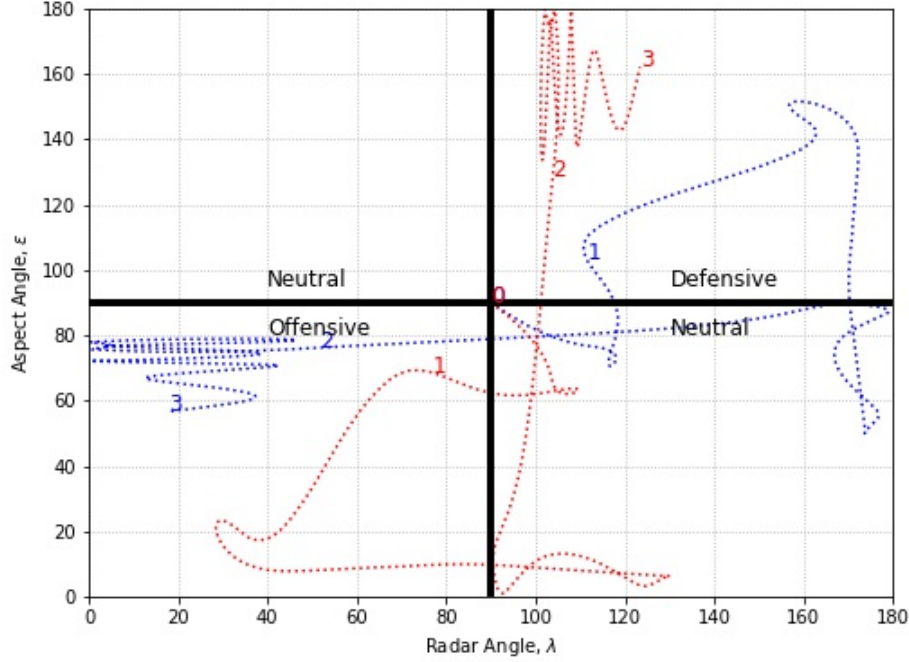 180
160
140
120
100
80
60
40
20
0
Aspect Angle, ε
Neutral
Defensive
Offensive
Neutral
0
1
2
3
1
2
3
0 20 40 60 80 100 120 140 160 180
Radar Angle, λ